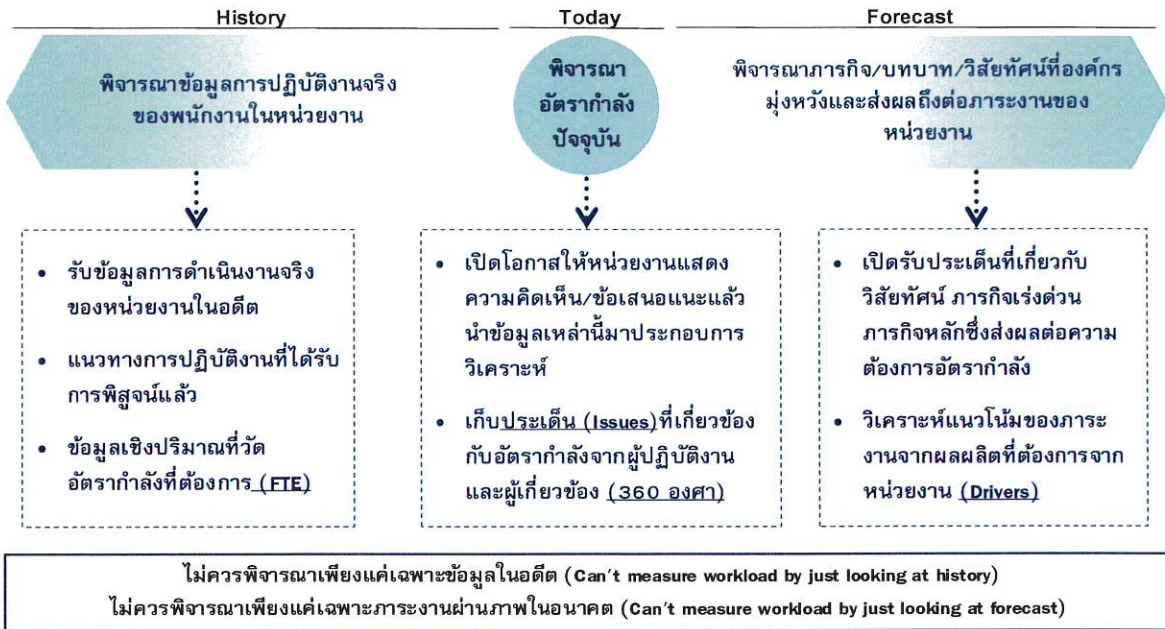 History
Today
Forecast
พิจารณาข้อมูลการปฏิบัติงานจริง
ของพนักงานในหน่วยงาน
พิจารณา
อัตรากำลัง
ปัจจุบัน
พิจารณาภารกิจ/บทบาท/วิสัยทัศน์ที่องค์กร
มุ่งหวังและส่งผลถึงต่อภาระงานของ
หน่วยงาน
• รับข้อมูลการดำเนินงานจริง
ของหน่วยงานในอดีต
• แนวทางการปฏิบัติงานที่ได้รับ
การพิสูจน์แล้ว
• ข้อมูลเชิงปริมาณที่วัด
อัตรากำลังที่ต้องการ (FTE)
• เปิดโอกาสให้หน่วยงานแสดง
ความคิดเห็น/ข้อเสนอแนะแล้ว
นำข้อมูลเหล่านี้มาประกอบการ
วิเคราะห์
• เก็บประเด็น (Issues)ที่เกี่ยวข้อง
กับอัตรากำลังจากผู้ปฏิบัติงาน
และผู้เกี่ยวข้อง (360 องศา)
• เปิดรับประเด็นที่เกี่ยวกับ
วิสัยทัศน์ ภารกิจเร่งด่วน
ภารกิจหลักซึ่งส่งผลต่อความ
ต้องการอัตรากำลัง
• วิเคราะห์แนวโน้มของภาระ
งานจากผลผลิตที่ต้องการจาก
หน่วยงาน (Drivers)
ไม่ควรพิจารณาเพียงแค่เฉพาะข้อมูลในอดีต (Can't measure workload by just looking at history)
ไม่ควรพิจารณาเพียงแค่เฉพาะภาระงานผ่านภาพในอนาคต (Can't measure workload by just looking at forecast)